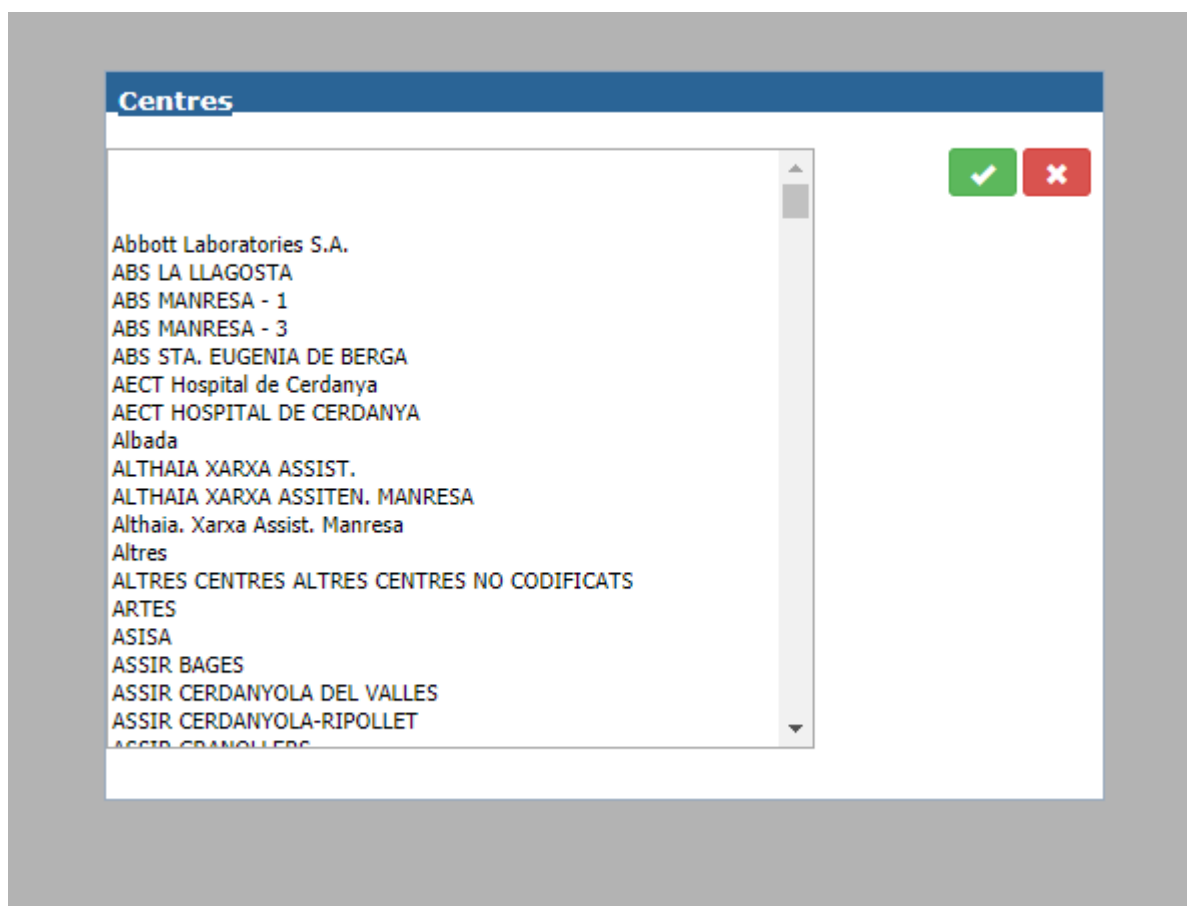 Centres
Abbott Laboratories S.A.
ABS LA LLAGOSTA
ABS MANRESA - 1
ABS MANRESA - 3
ABS STA. EUGENIA DE BERGA
AECT Hospital de Cerdanya
AECT HOSPITAL DE CERDANYA
Albada
ALTHAIA XARXA ASSIST.
ALTHAIA XARXA ASSITEN. MANRESA
Althaia. Xarxa Assist. Manresa
Altres
ALTRES CENTRES ALTRES CENTRES NO CODIFICATS
ARTES
ASISA
ASSIR BAGES
ASSIR CERDANYOLA DEL VALLES
ASSIR CERDANYOLA-RIPOLLET
ASSIR GRANOLLERS